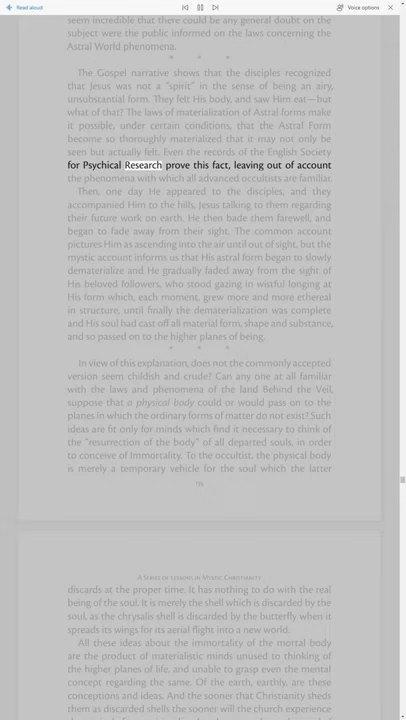 Read aloud
Voice options
seem incredible that there could be any general doubt on the
subject were the public informed on the laws concerning the
Astral World phenomena.
* * *
The Gospel narrative shows that the disciples recognized
that Jesus was not a "spirit" in the sense of being an airy,
unsubstantial form. They felt His body, and saw Him eat—but
what of that? The laws of materialization of Astral forms make
it possible, under certain conditions, that the Astral Form
become so thoroughly materialized that it may not only be
seen but actually felt. Even the records of the English Society
for Psychical Research prove this fact, leaving out of account
the phenomena with which all advanced occultists are familiar.
Then, one day He appeared to the disciples, and they
accompanied Him to the hills, Jesus talking to them regarding
their future work on earth. He then bade them farewell, and
began to fade away from their sight. The common account
pictures Him as ascending into the air until out of sight, but the
mystic account informs us that His astral form began to slowly
dematerialize and He gradually faded away from the sight of
His beloved followers, who stood gazing in wistful longing at
His form which, each moment, grew more and more ethereal
in structure, until finally the dematerialization was complete
and His soul had cast off all material form, shape and substance,
and so passed on to the higher planes of being.
* * *
In view of this explanation, does not the commonly accepted
version seem childish and crude? Can any one at all familiar
with the laws and phenomena of the land Behind the Veil,
suppose that a physical body could or would pass on to the
planes in which the ordinary forms of matter do not exist? Such
ideas are fit only for minds which find it necessary to think of
the "resurrection of the body" of all departed souls, in order
to conceive of Immortality. To the occultist, the physical body
is merely a temporary vehicle for the soul which the latter
A Series of lessons in Mystic Christianity
discards at the proper time. It has nothing to do with the real
being of the soul. It is merely the shell which is discarded by the
soul, as the chrysalis shell is discarded by the butterfly when it
spreads its wings for its aerial flight into a new world.
All these ideas about the immortality of the mortal body
are the product of materialistic minds unused to thinking of
the higher planes of life, and unable to grasp even the mental
concept regarding the same. Of the earth, earthly, are these
conceptions and ideas. And the sooner that Christianity sheds
them as discarded shells the sooner will the church experience